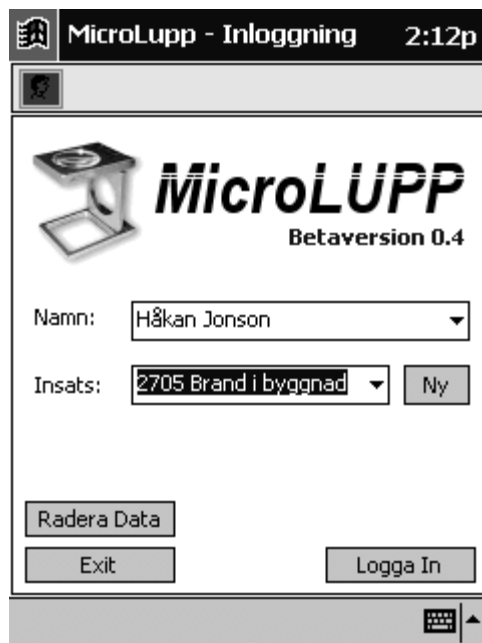 MicroLupp - Inloggning 2:12p
MicroLUPP
Betaversion 0.4
Namn: Håkan Jonson
Insats: 2705 Brand i byggnad Ny
Radera Data
Exit Logga In